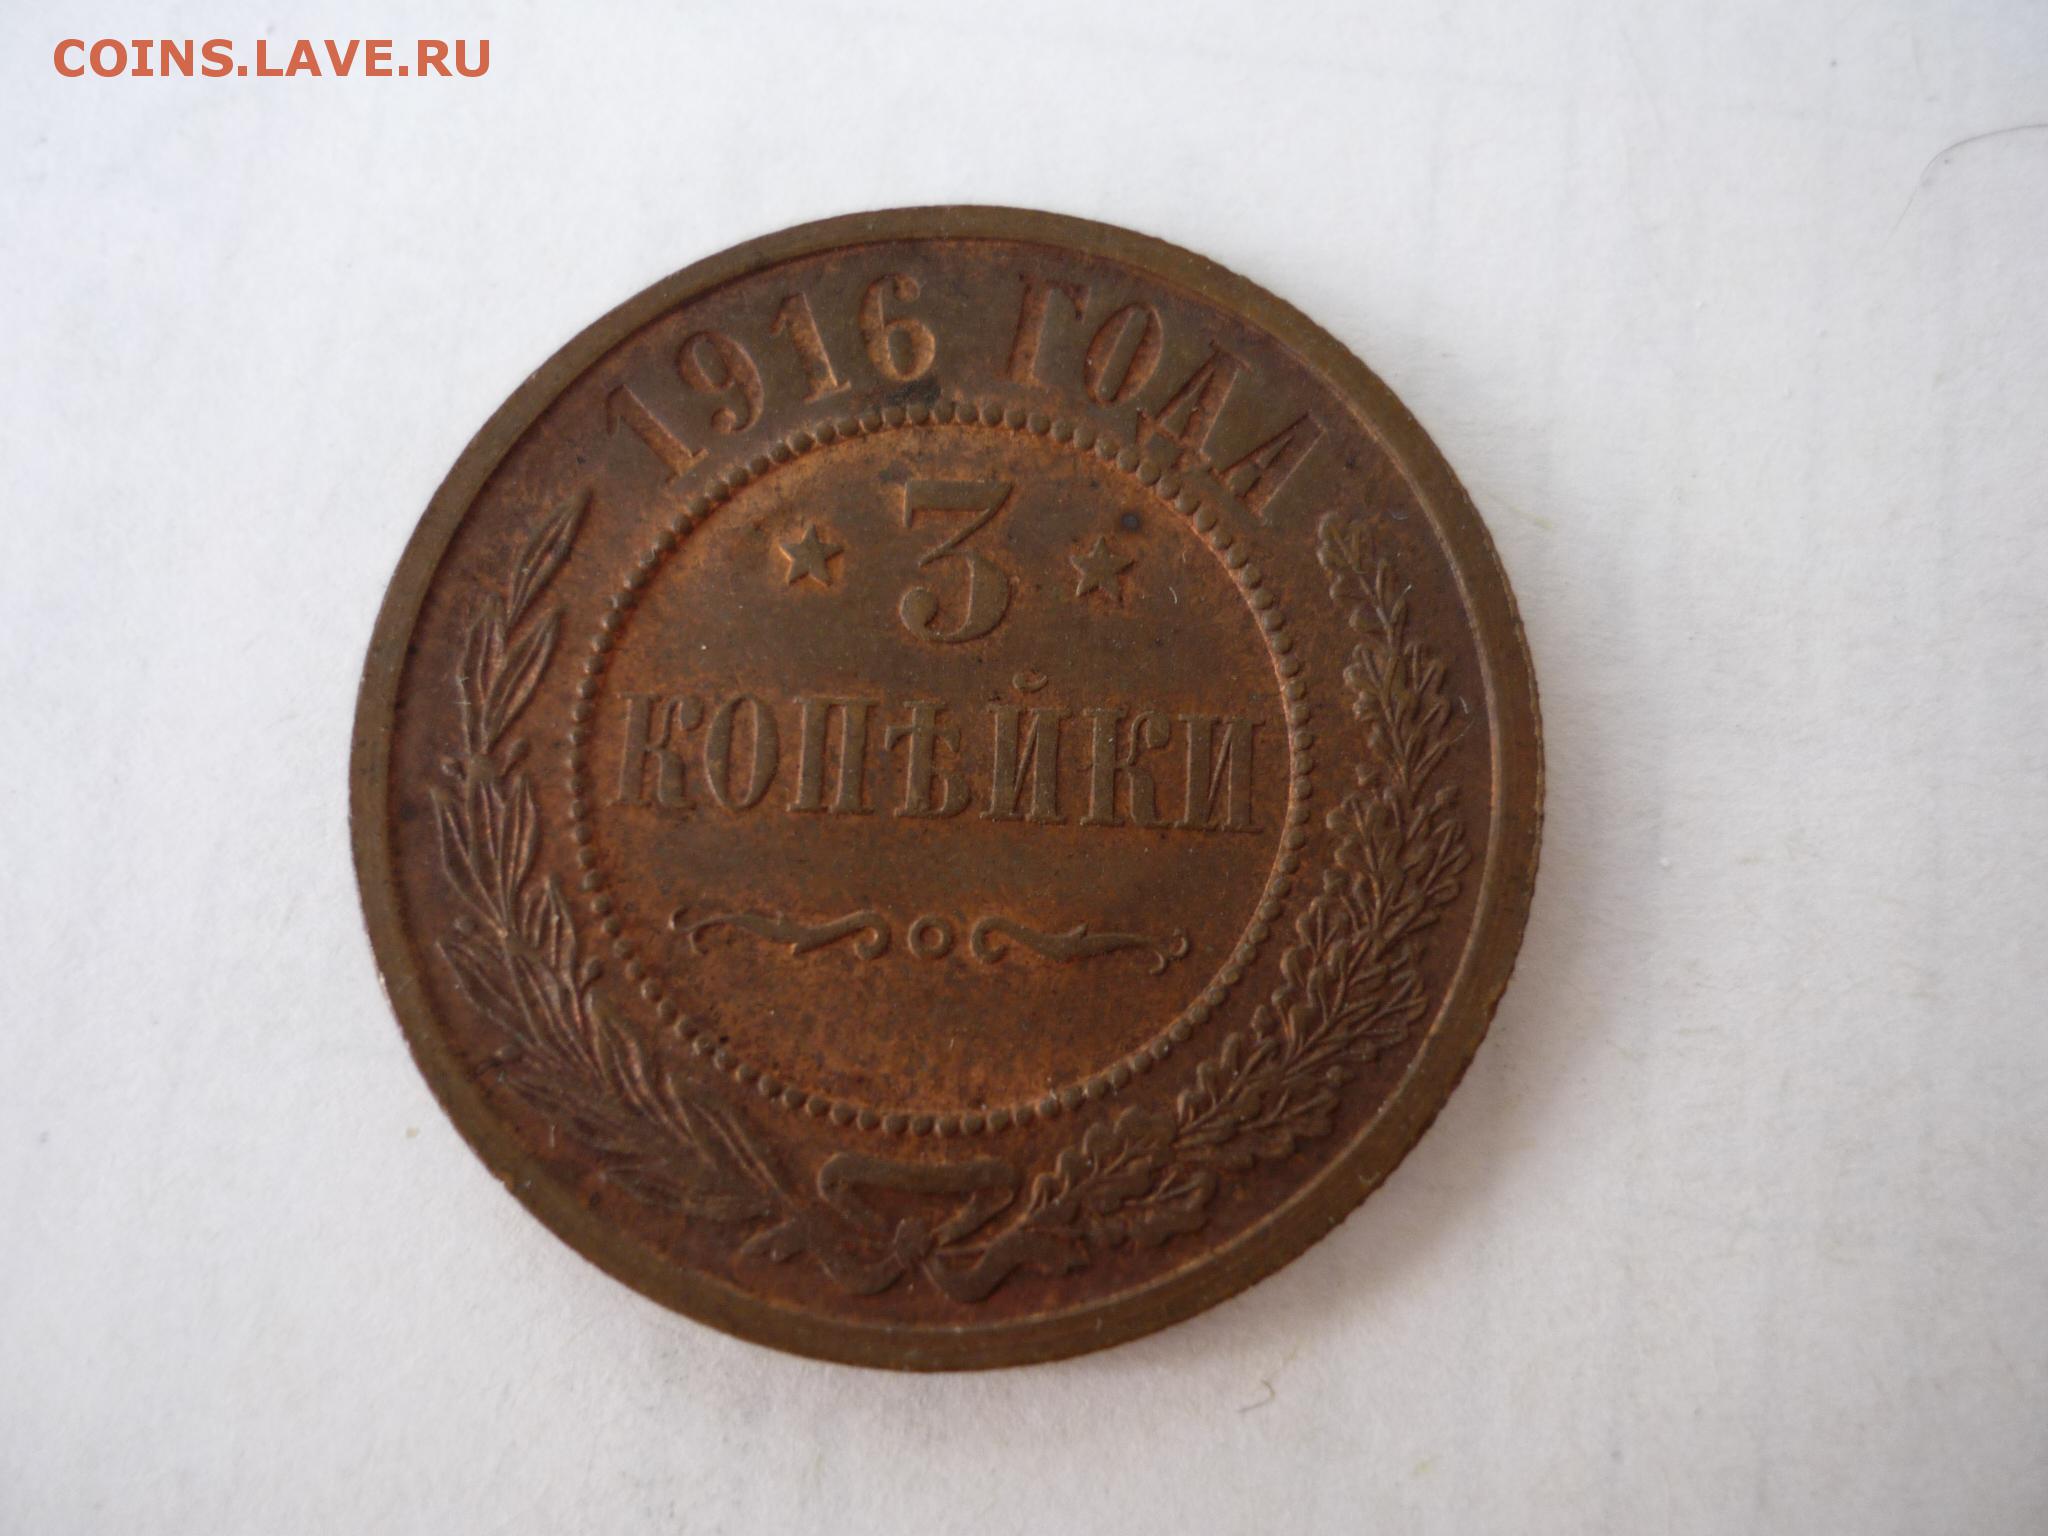 COINS.LAVE.RU
1916 ГОДА
3
КОПѢЙКИ